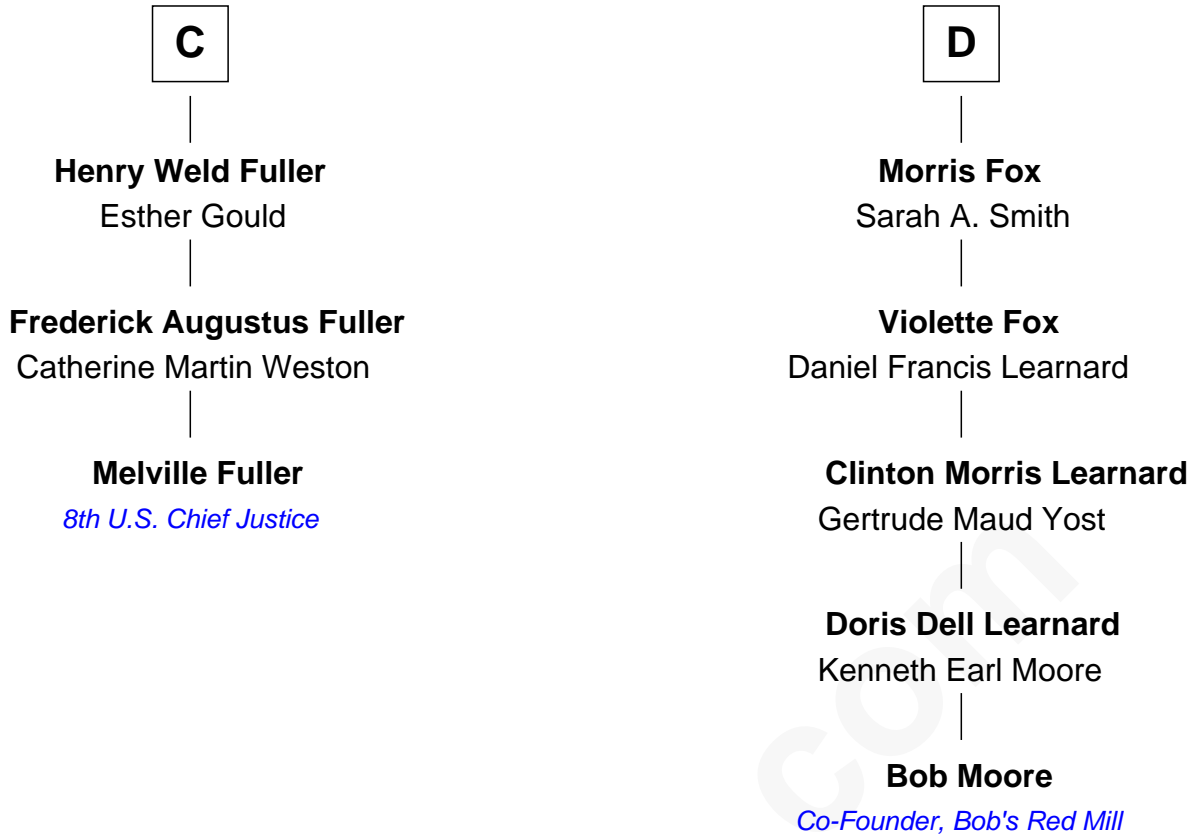 C
Henry Weld Fuller
Esther Gould
Frederick Augustus Fuller
Catherine Martin Weston
Melville Fuller
8th U.S. Chief Justice
D
Morris Fox
Sarah A. Smith
Violette Fox
Daniel Francis Learnard
Clinton Morris Learnard
Gertrude Maud Yost
Doris Dell Learnard
Kenneth Earl Moore
Bob Moore
Co-Founder, Bob's Red Mill
com